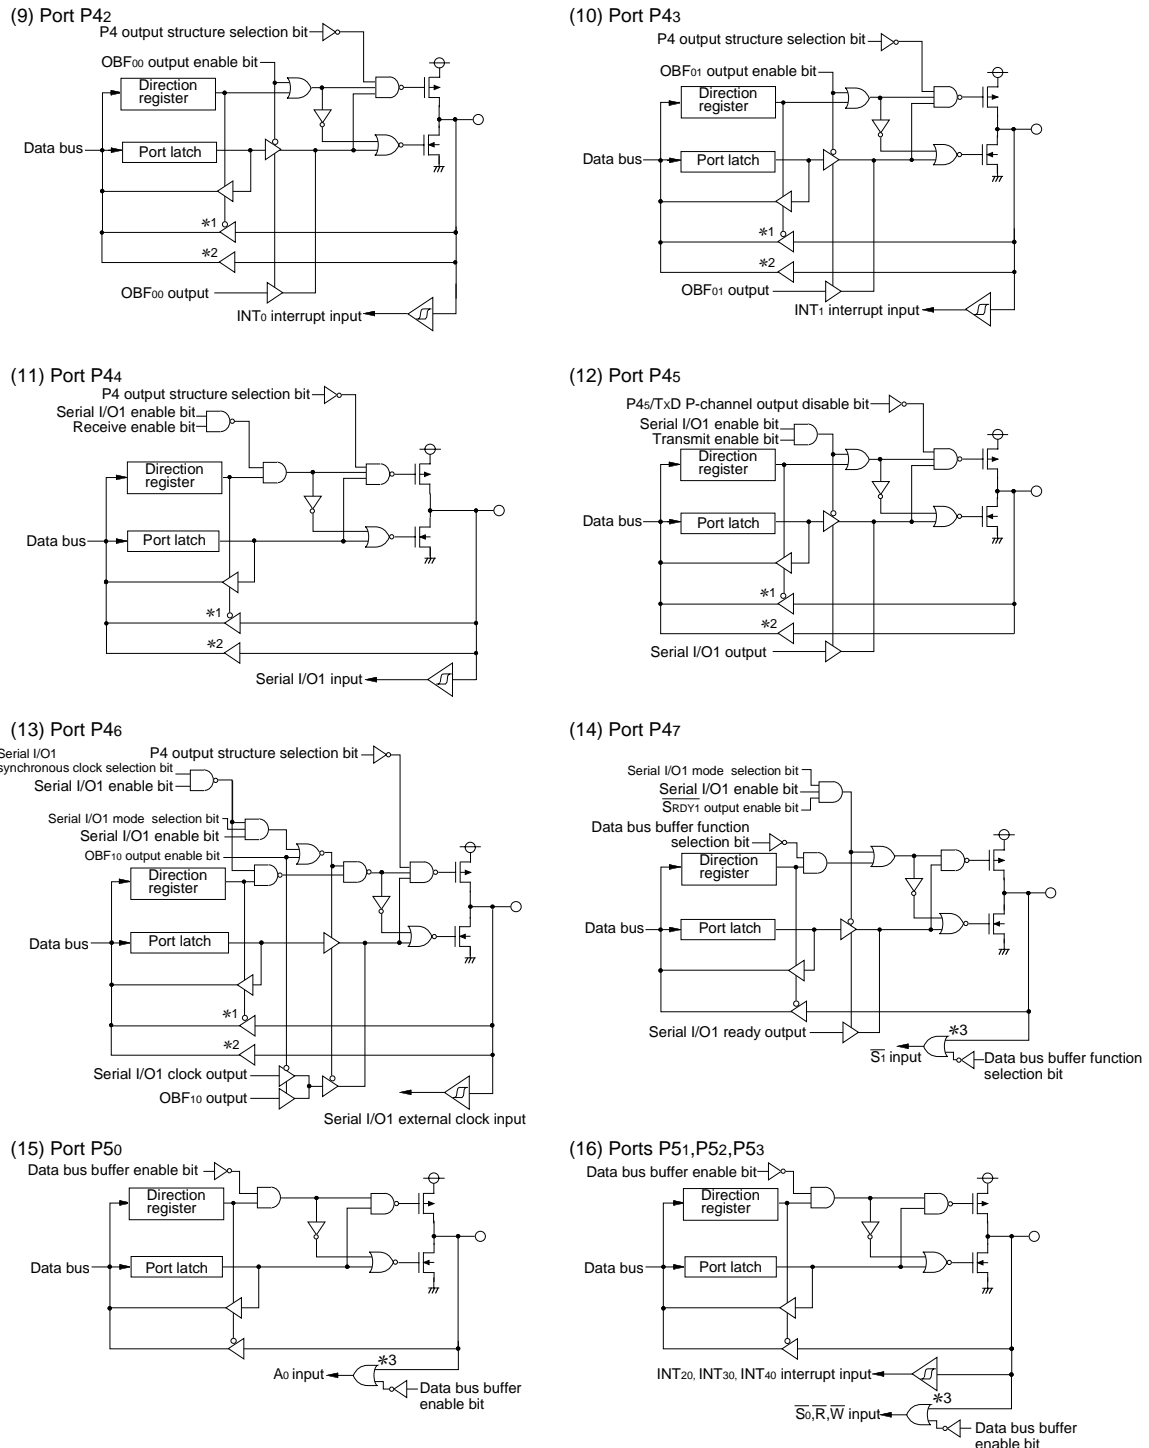 (9) Port P42
P4 output structure selection bit
OBF00 output enable bit
Direction
register
Data bus
Port latch
*1
*2
OBF00 output
INT0 interrupt input
(10) Port P43
P4 output structure selection bit
OBF01 output enable bit
Direction
register
Data bus
Port latch
*1
*2
OBF01 output
INT1 interrupt input
(11) Port P44
P4 output structure selection bit
Serial I/O1 enable bit
Receive enable bit
Direction
register
Data bus
Port latch
*1
*2
Serial I/O1 input
(12) Port P45
P45/TXD P-channel output disable bit
Serial I/O1 enable bit
Transmit enable bit
Direction
register
Data bus
Port latch
*1
*2
Serial I/O1 output
(13) Port P46
Serial I/O1
synchronous clock selection bit
P4 output structure selection bit
Serial I/O1 enable bit
Serial I/O1 mode selection bit
Serial I/O1 enable bit
OBF10 output enable bit
Direction
register
Data bus
Port latch
*1
*2
Serial I/O1 clock output
OBF10 output
Serial I/O1 external clock input
(14) Port P47
Serial I/O1 mode selection bit
Serial I/O1 enable bit
SRDY1 output enable bit
Data bus buffer function
selection bit
Direction
register
Data bus
Port latch
Serial I/O1 ready output
*3
S1 input
Data bus buffer function
selection bit
(15) Port P50
Data bus buffer enable bit
Direction
register
Data bus
Port latch
*3
A0 input
Data bus buffer
enable bit
(16) Ports P51,P52,P53
Data bus buffer enable bit
Direction
register
Data bus
Port latch
INT20, INT30, INT40 interrupt input
*3
S0,R,W input
Data bus buffer
enable bit